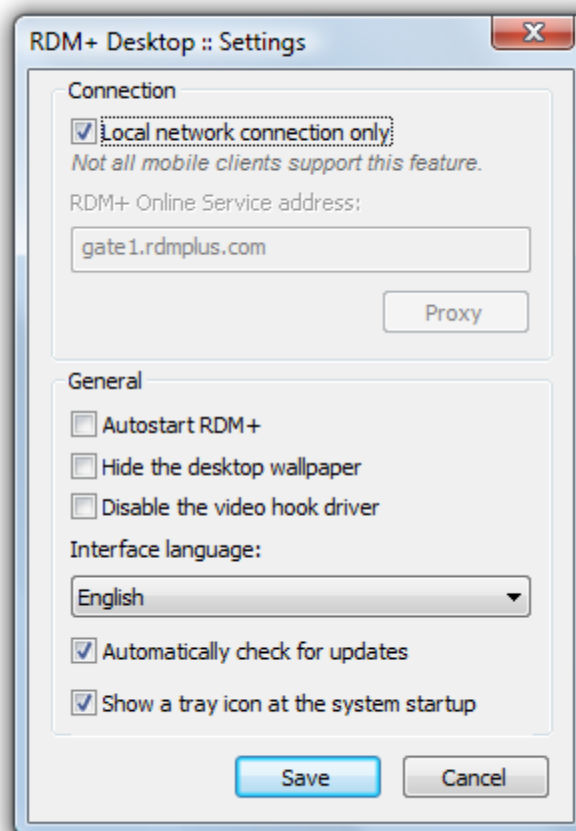 RDM+ Desktop :: Settings
Connection
Local network connection only
Not all mobile clients support this feature.
RDM+ Online Service address:
gate1.rdmplus.com
Proxy
General
Autostart RDM+
Hide the desktop wallpaper
Disable the video hook driver
Interface language:
English
Automatically check for updates
Show a tray icon at the system startup
Save Cancel